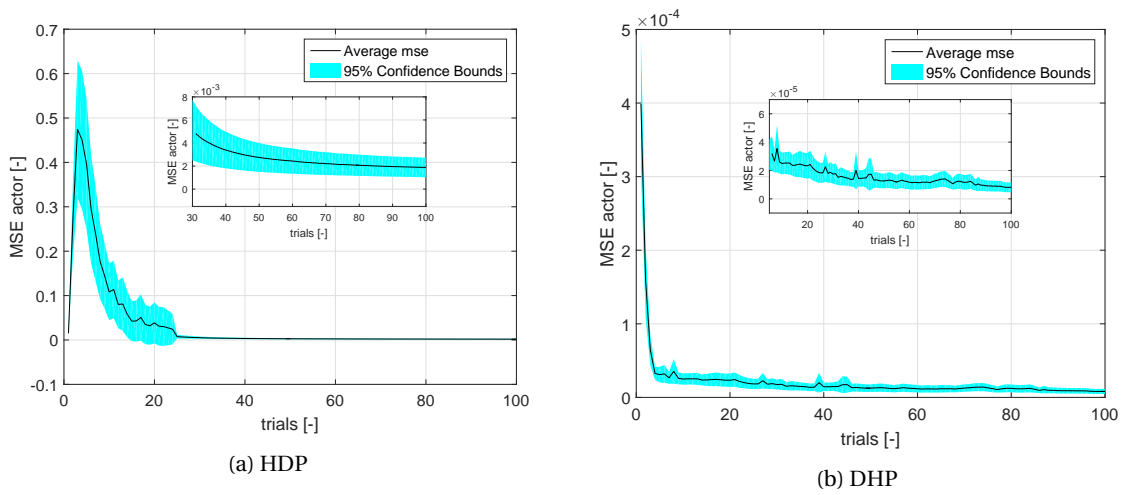 0.7
0.6
0.5
0.4
0.3
0.2
0.1
0
-0.1
MSE actor [-]
0 20 40 60 80 100
trials [-]
Average mse
95% Confidence Bounds
×10-3
8
6
4
2
0
MSE actor [-]
30 40 50 60 70 80 90 100
trials [-]
(a) HDP
×10-4
5
4
3
2
1
0
MSE actor [-]
0 20 40 60 80 100
trials [-]
Average mse
95% Confidence Bounds
×10-5
6
4
2
0
MSE actor [-]
20 40 60 80 100
trials [-]
(b) DHP